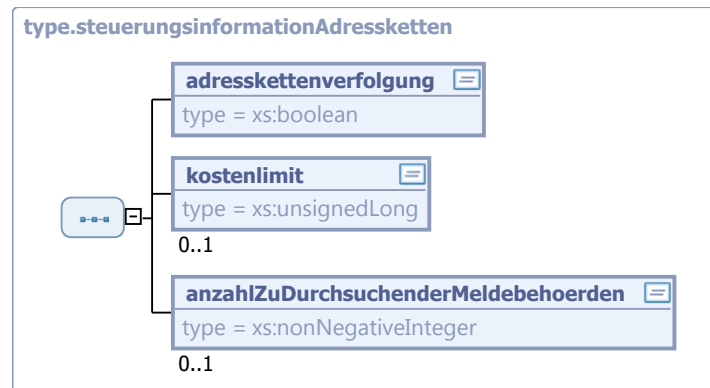 type.steuerungsinformationAdressketten
adresskettenverfolgung
type = xs:boolean
kostenlimit
type = xs:unsignedLong
0..1
anzahlZuDurchsuchenderMeldebehoerden
type = xs:nonNegativeInteger
0..1